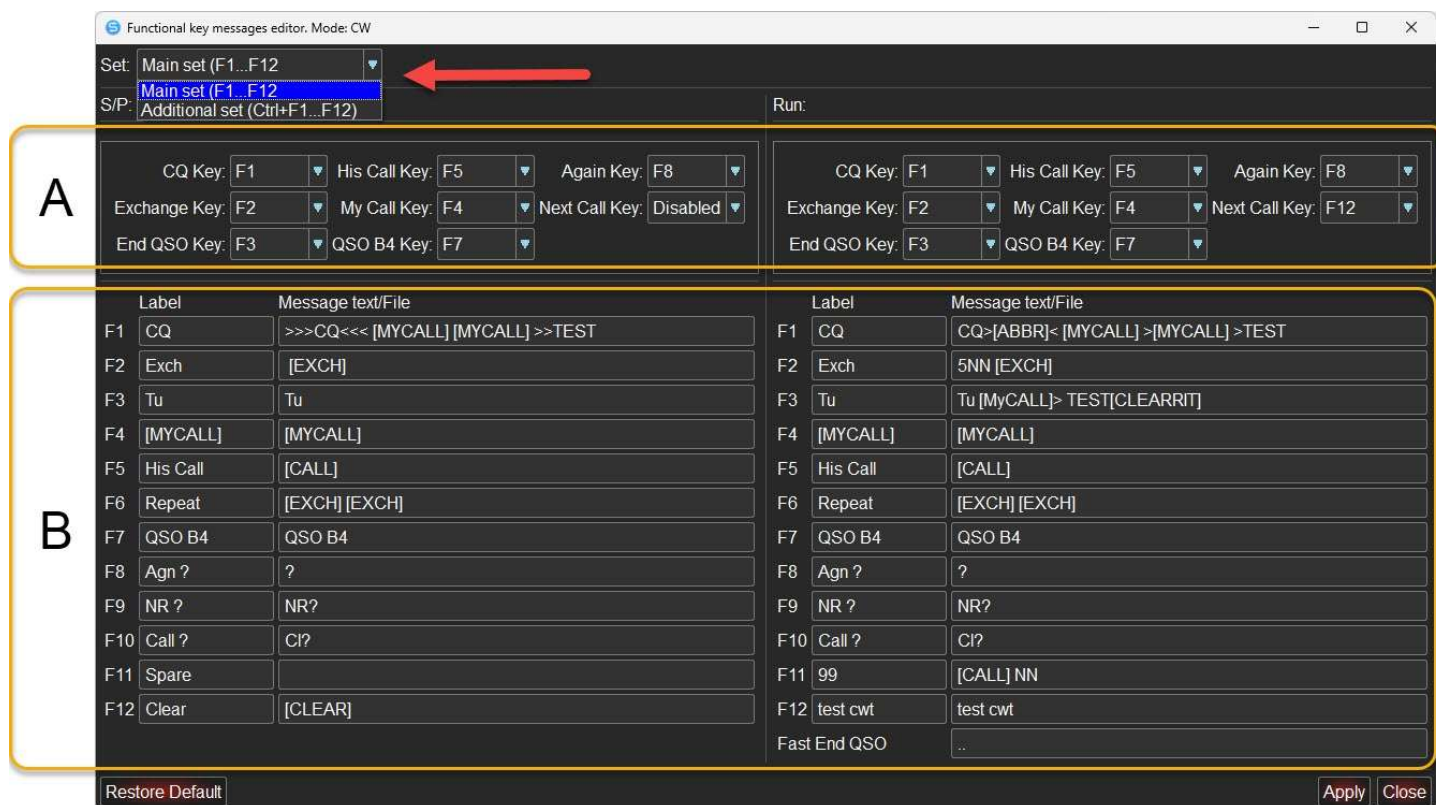 Functional key messages editor. Mode: CW
Set: Main set (F1...F12
Main set (F1...F12
Additional set (Ctrl+F1...F12)
S/P: Run:
A
CQ Key: F1 His Call Key: F5 Again Key: F8 CQ Key: F1 His Call Key: F5 Again Key: F8
Exchange Key: F2 My Call Key: F4 Next Call Key: Disabled Exchange Key: F2 My Call Key: F4 Next Call Key: F12
End QSO Key: F3 QSO B4 Key: F7 End QSO Key: F3 QSO B4 Key: F7
B
Label Message text/File Label Message text/File
F1 CQ >>>CQ<<< [MYCALL] [MYCALL] >>TEST F1 CQ CQ>[ABBR]< [MYCALL] >[MYCALL] >TEST
F2 Exch [EXCH] F2 Exch 5NN [EXCH]
F3 Tu Tu F3 Tu Tu [MyCALL]> TEST[CLEARRIT]
F4 [MYCALL] [MYCALL] F4 [MYCALL] [MYCALL]
F5 His Call [CALL] F5 His Call [CALL]
F6 Repeat [EXCH] [EXCH] F6 Repeat [EXCH] [EXCH]
F7 QSO B4 QSO B4 F7 QSO B4 QSO B4
F8 Agn ? ? F8 Agn ? ?
F9 NR ? NR? F9 NR ? NR?
F10 Call ? Cl? F10 Call ? Cl?
F11 Spare F11 99 [CALL] NN
F12 Clear [CLEAR] F12 test cwt test cwt
Fast End QSO ..
Restore Default Apply Close